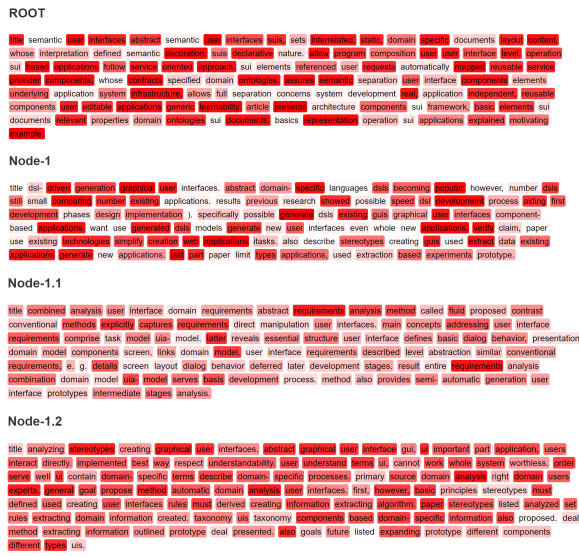 ROOT
title semantic user interfaces abstract semantic user interfaces suis. sets interrelated, static, domain specific documents layout content,
whose interpretation defined semantic decoration. suis declarative nature. allow program composition user user interface level. operation
sui based applications follow service oriented approach, sui elements referenced user requests automatically mapped reusable service
provider components, whose contracts specified domain ontologies. assures semantic separation user interface components elements
underlying application system infrastructure, allows full separation concerns system development real, application independent, reusable
components user editable applications generic learnability. article presents architecture components sui framework, basic elements sui
documents relevant properties domain ontologies sui documents, basics representation operation sui applications explained motivating
example.
Node-1
title dsl- driven generation graphical user interfaces. abstract domain- specific languages dsls becoming popular. however, number dsls
still small comparing number existing applications. results previous research showed possible speed dsl development process aiding first
development phases design implementation ). specifically possible generate dsls existing guis graphical user interfaces component-
based applications. want use generated dsls models generate new user interfaces even whole new applications. verify claim, paper
use existing technologies simplify creation web applications itasks. also describe stereotypes creating guis used extract data existing
applications generate new applications. last part paper limit types applications, used extraction based experiments prototype.
Node-1.1
title combined analysis user interface domain requirements abstract requirements analysis method called fluid proposed contrast
conventional methods explicitly captures requirements direct manipulation user interfaces. main concepts addressing user interface
requirements comprise task model uia- model. latter reveals essential structure user interface defines basic dialog behavior, presentation
domain model components screen, links domain model. user interface requirements described level abstraction similar conventional
requirements, e. g. details screen layout dialog behavior deferred later development stages. result entire requirements analysis
combination domain model uia- model serves basis development process. method also provides semi- automatic generation user
interface prototypes intermediate stages analysis.
Node-1.2
title analyzing stereotypes creating graphical user interfaces, abstract graphical user interface gui, ui important part application, users
interact directly, implemented best way respect understandability, user understand terms ui, cannot work whole system worthless, order
serve well ui contain domain- specific terms describe domain- specific processes. primary source domain analysis right domain users
experts. general goal propose method automatic domain analysis user interfaces. first, however, basic principles stereotypes must
defined used creating user interfaces rules must derived creating information extracting algorithm. paper stereotypes listed analyzed set
rules extracting domain information created. taxonomy uis taxonomy components based domain- specific information also proposed. deal
method extracting information outlined prototype deal presented, also goals future listed expanding prototype different components
different types uis.